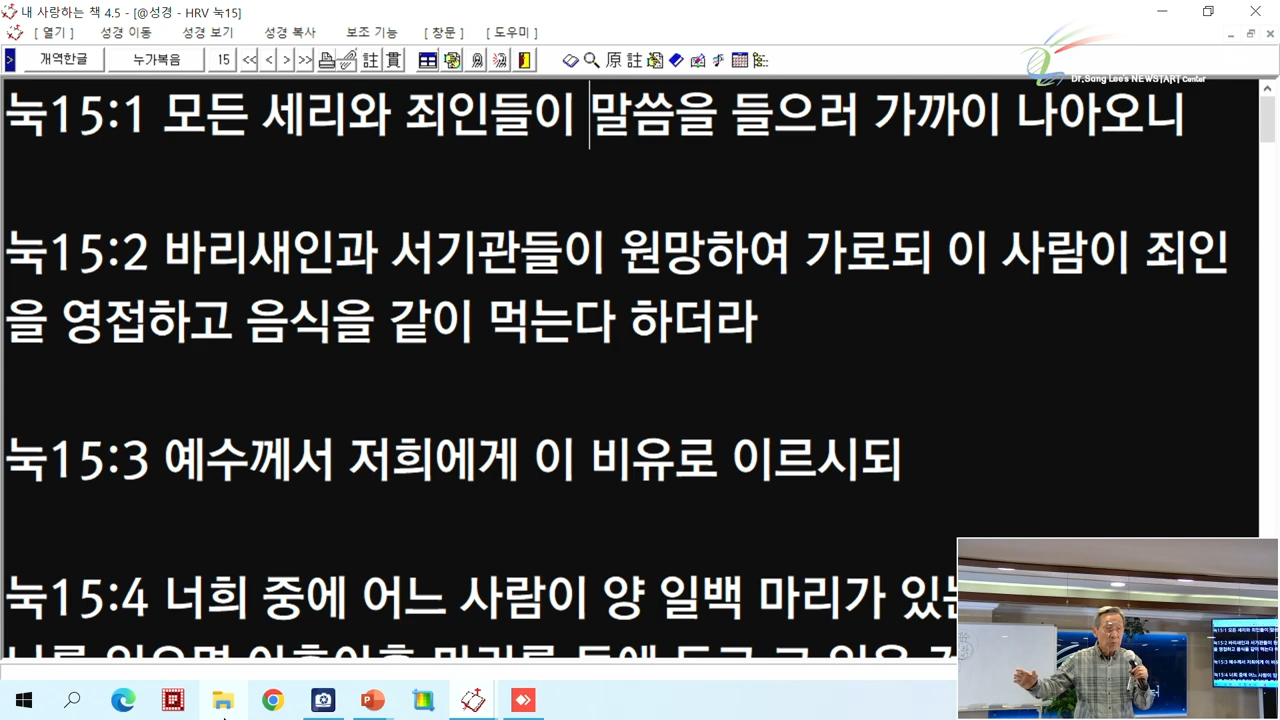 내 사랑하는 책 4.5 - [@성경 - HRV 눅15]
[ 열기 ] 성경 이동 성경 보기 성경 복사 보조 기능 [ 창문 ] [ 도우미 ]
> 개역한글 누가복음 15 << < > >> 註 貫 原 註
Dr.Sang Lee's NEWSTART Center
눅15:1 모든 세리와 죄인들이 말씀을 들으러 가까이 나아오니
눅15:2 바리새인과 서기관들이 원망하여 가로되 이 사람이 죄인
을 영접하고 음식을 같이 먹는다 하더라
눅15:3 예수께서 저희에게 이 비유로 이르시되
눅15:4 너희 중에 어느 사람이 양 일백 마리가